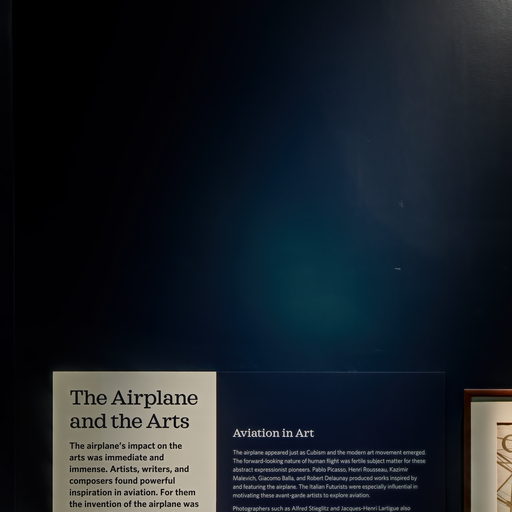 The Airplane
and the Arts
The airplane's impact on the
arts was immediate and
immense. Artists, writers, and
composers found powerful
inspiration in aviation. For them
the invention of the airplane was
Aviation in Art
The airplane appeared just as Cubism and the modern art movement emerged.
The forward-looking nature of human flight was fertile subject matter for these
abstract expressionist pioneers. Pablo Picasso, Henri Rousseau, Kazimir
Malevich, Giacomo Balla, and Robert Delaunay produced works inspired by
and featuring the airplane. The Italian Futurists were especially influential in
motivating these avant-garde artists to explore aviation.
Photographers such as Alfred Stieglitz and Jacques-Henri Lartigue also